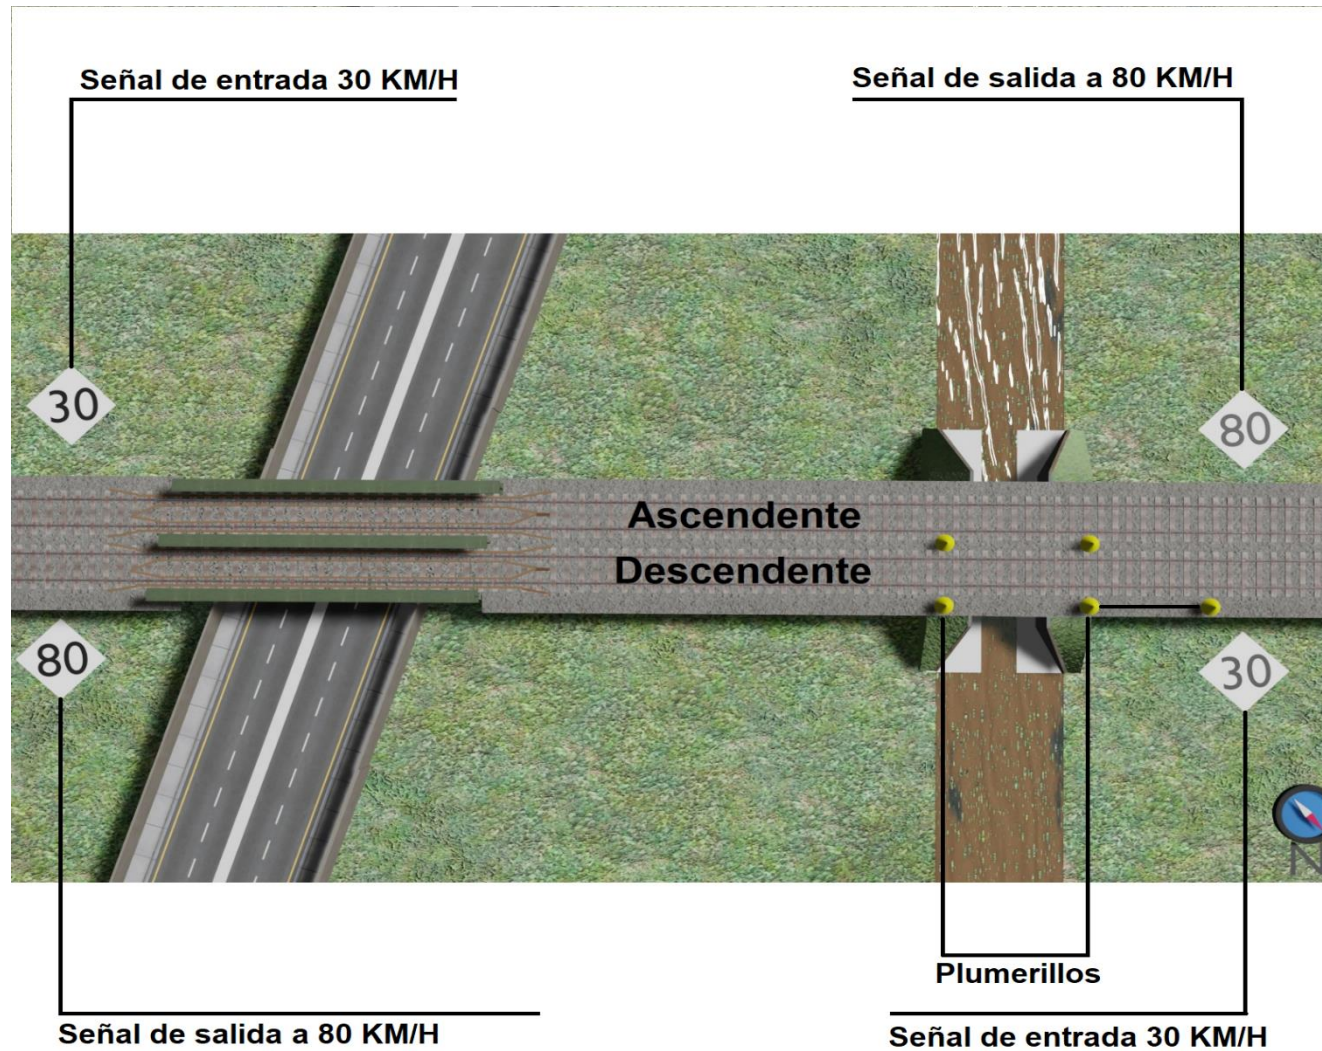 Señal de entrada 30 KM/H
Señal de salida a 80 KM/H
30
80
Ascendente
Descendente
80
30
N
Plumerillos
Señal de salida a 80 KM/H
Señal de entrada 30 KM/H